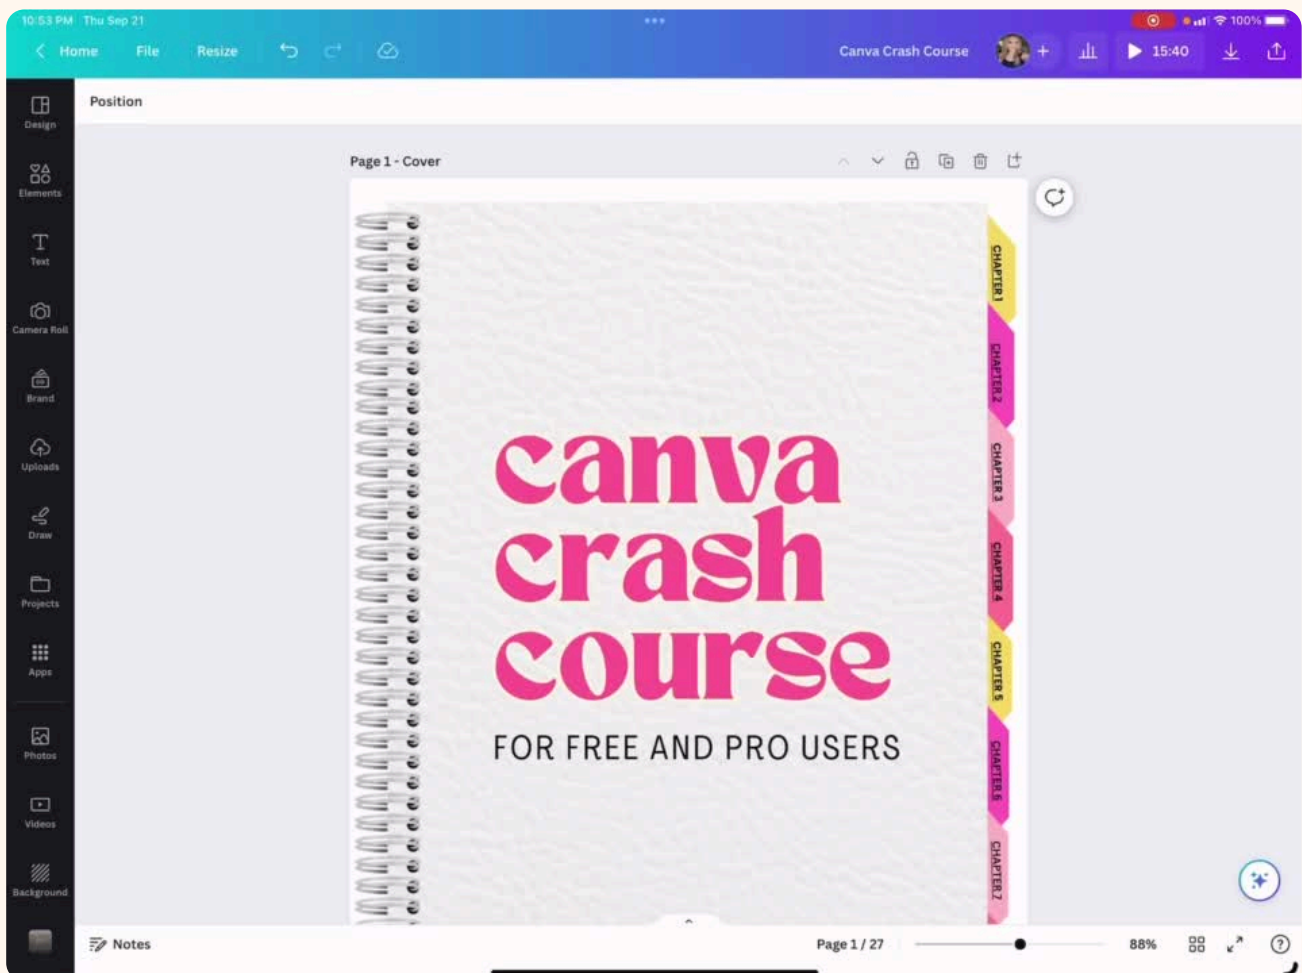 10:53 PM Thu Sep 21
100%
Home File Resize
Canva Crash Course
15:40
Design
Elements
Text
Camera Roll
Brand
Uploads
Draw
Projects
Apps
Photos
Videos
Background
Position
Page 1 - Cover
canva
crash
course
FOR FREE AND PRO USERS
CHAPTER 1
CHAPTER 2
CHAPTER 3
CHAPTER 4
CHAPTER 5
CHAPTER 6
CHAPTER 7
Notes
Page 1 / 27
88%